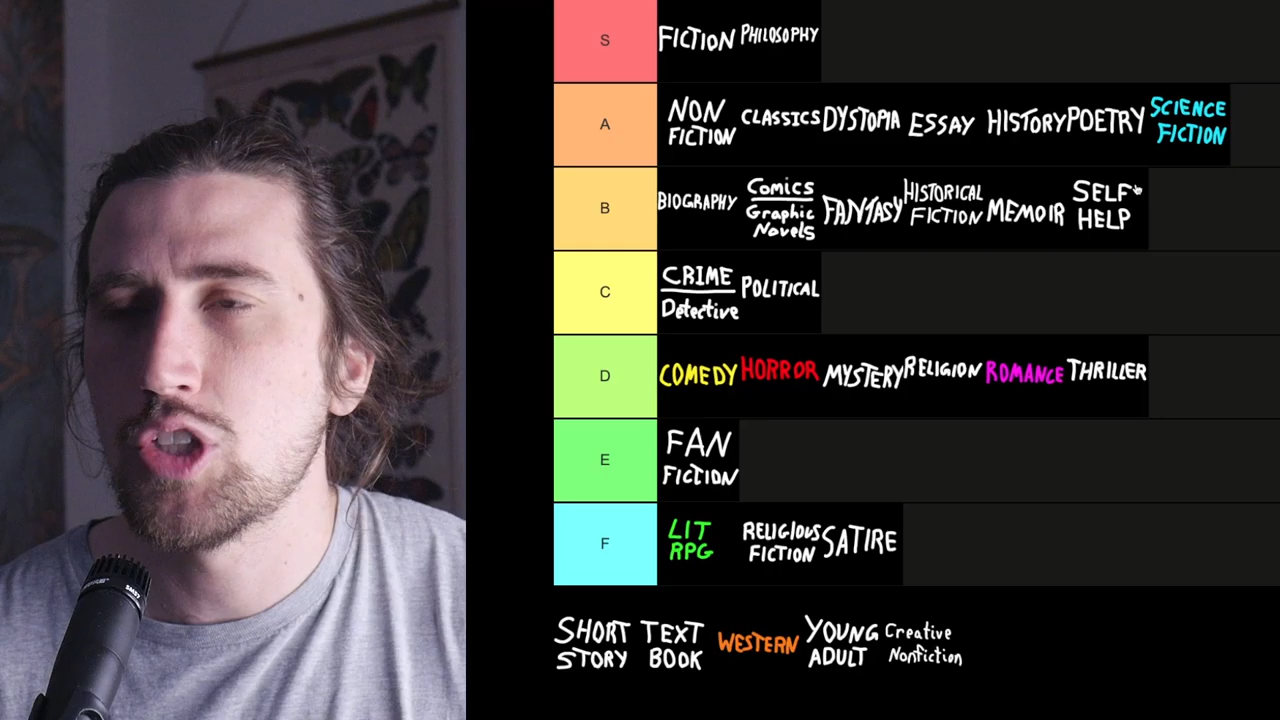 S
FICTION PHILOSOPHY
A
NON FICTION CLASSICS DYSTOPIA ESSAY HISTORY POETRY SCIENCE FICTION
B
BIOGRAPHY Comics Graphic Novels FANTASY HISTORICAL FICTION MEMOIR SELF HELP
C
CRIME Detective POLITICAL
D
COMEDY HORROR MYSTERY RELIGION ROMANCE THRILLER
E
FAN FICTION
F
LIT RPG RELIGIOUS FICTION SATIRE
SHORT STORY TEXT BOOK WESTERN YOUNG ADULT Creative Nonfiction